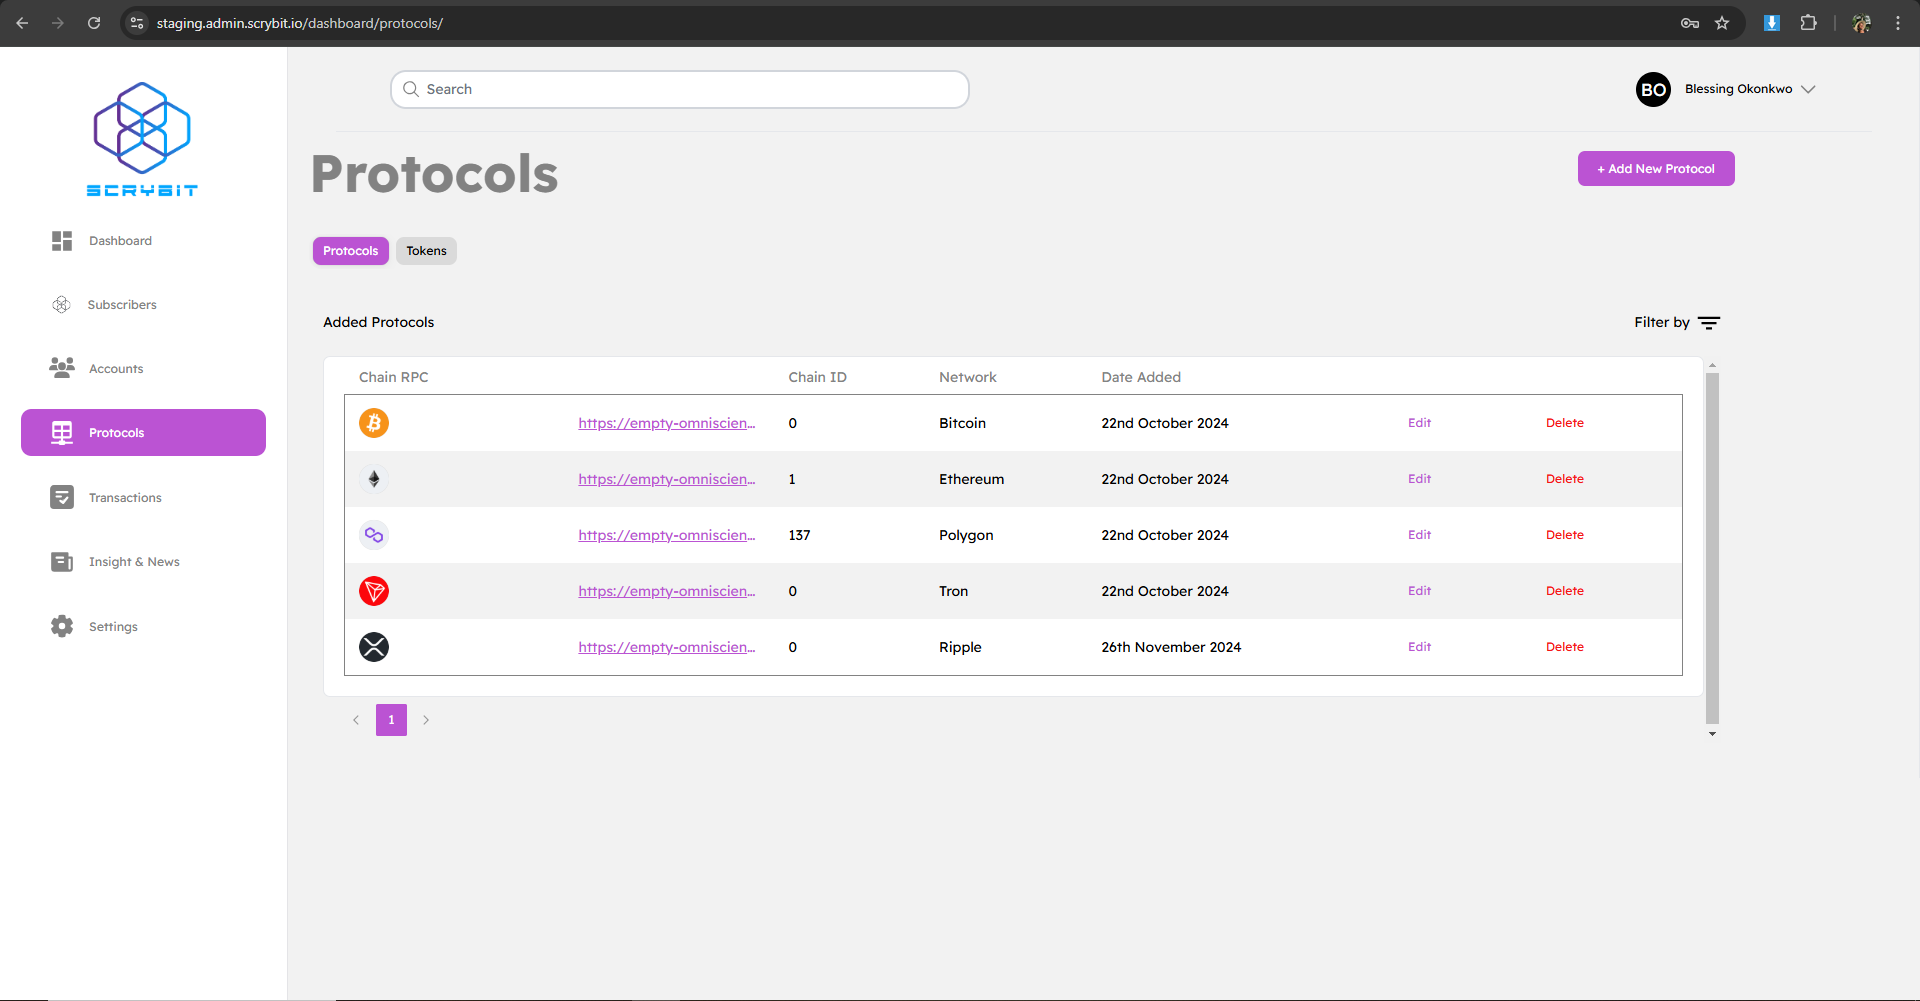 staging.admin.scrybit.io/dashboard/protocols/
SCRYBIT
Search
BO Blessing Okonkwo
Dashboard
Subscribers
Accounts
Protocols
Transactions
Insight & News
Settings
Protocols
+ Add New Protocol
Protocols Tokens
Added Protocols
Filter by
Chain RPC Chain ID Network Date Added
https://empty-omniscien... 0 Bitcoin 22nd October 2024 Edit Delete
https://empty-omniscien... 1 Ethereum 22nd October 2024 Edit Delete
https://empty-omniscien... 137 Polygon 22nd October 2024 Edit Delete
https://empty-omniscien... 0 Tron 22nd October 2024 Edit Delete
https://empty-omniscien... 0 Ripple 26th November 2024 Edit Delete
1